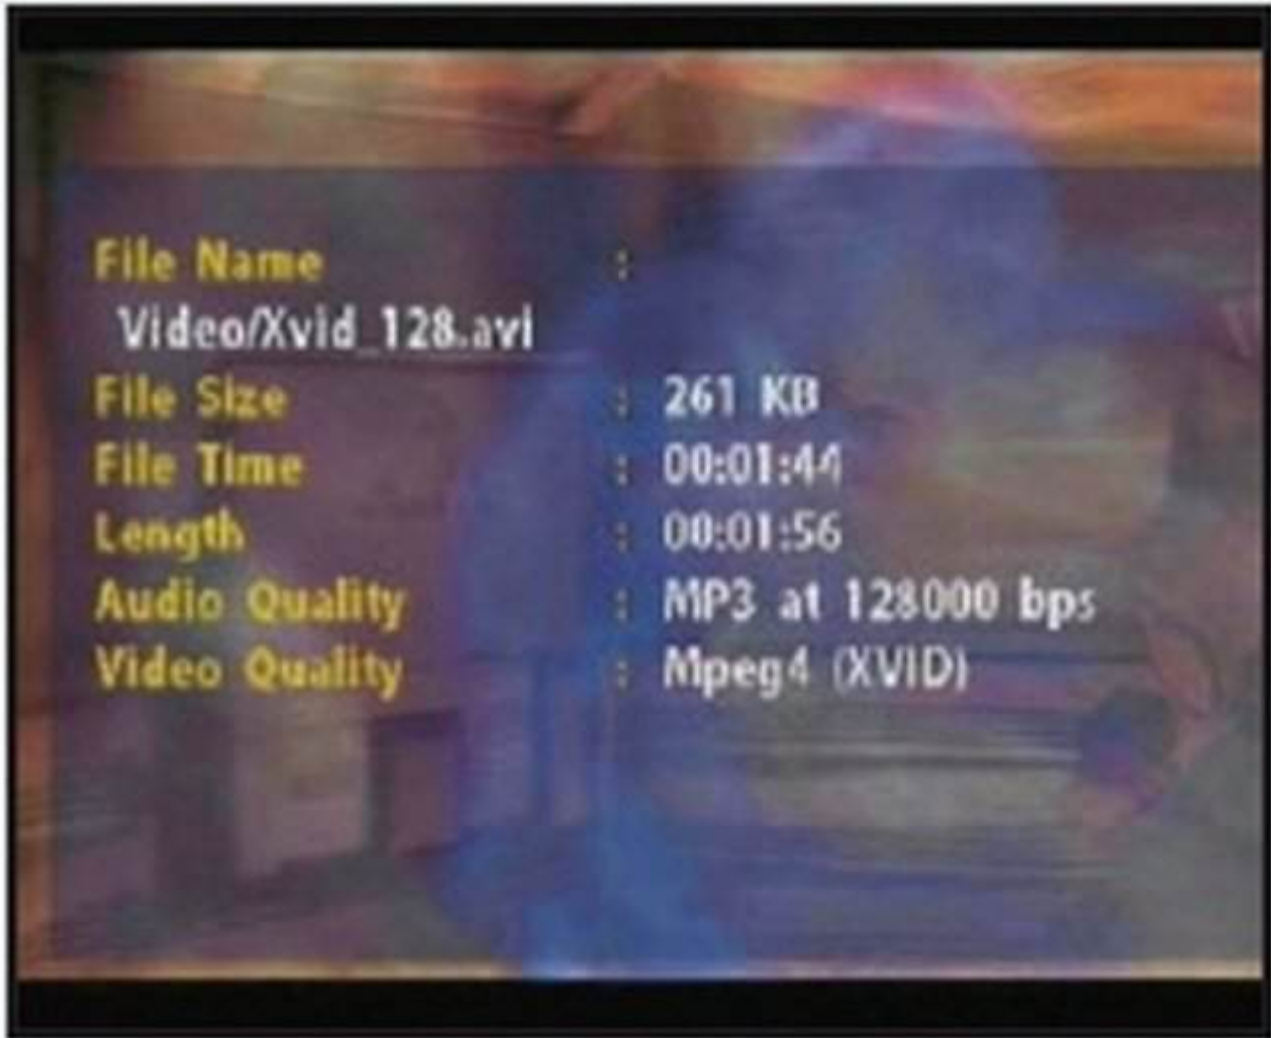 File Name :
Video/Xvid_128.avi
File Size : 261 KB
File Time : 00:01:44
Length : 00:01:56
Audio Quality : MP3 at 128000 bps
Video Quality : Mpeg4 (XVID)